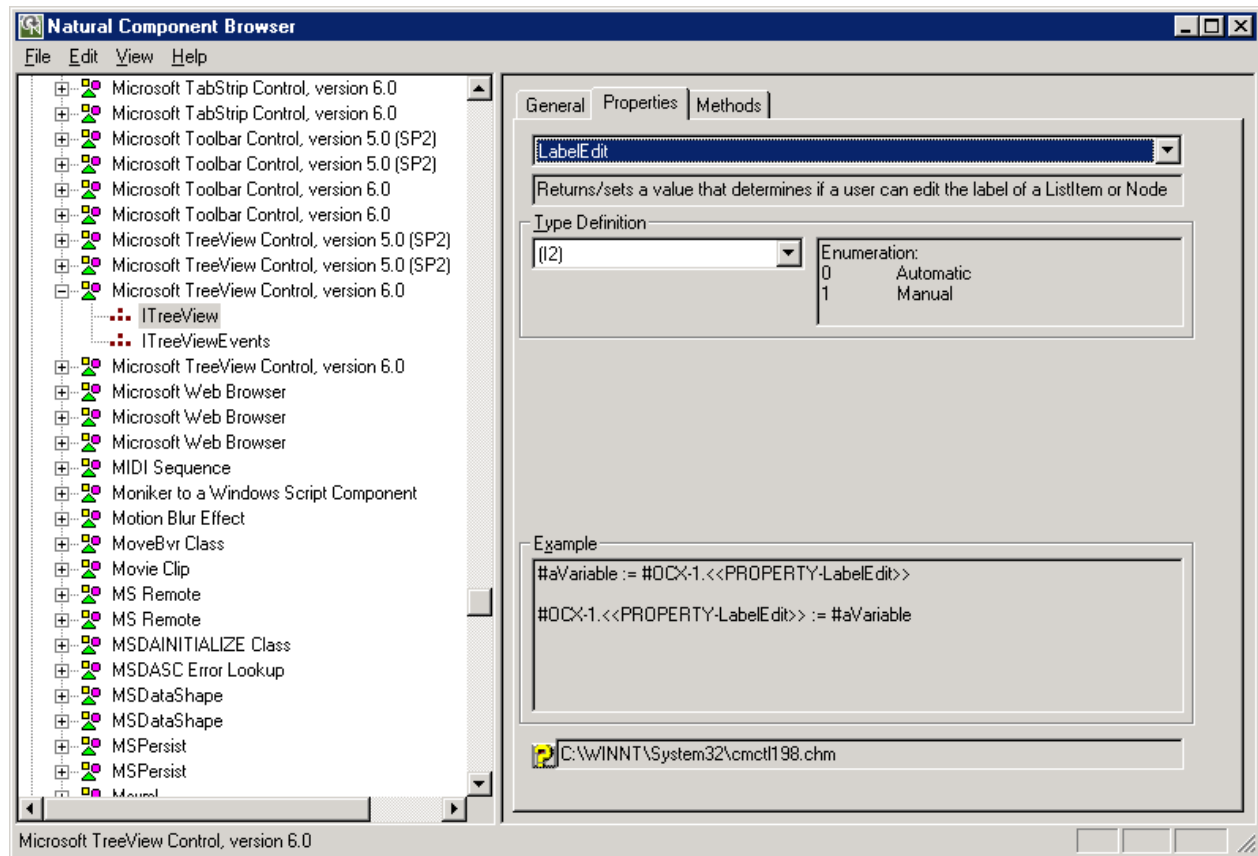 Natural Component Browser
File Edit View Help
Microsoft TabStrip Control, version 6.0
Microsoft TabStrip Control, version 6.0
Microsoft Toolbar Control, version 5.0 (SP2)
Microsoft Toolbar Control, version 5.0 (SP2)
Microsoft Toolbar Control, version 6.0
Microsoft Toolbar Control, version 6.0
Microsoft TreeView Control, version 5.0 (SP2)
Microsoft TreeView Control, version 5.0 (SP2)
Microsoft TreeView Control, version 6.0
ITreeView
ITreeViewEvents
Microsoft TreeView Control, version 6.0
Microsoft Web Browser
Microsoft Web Browser
Microsoft Web Browser
MIDI Sequence
Moniker to a Windows Script Component
Motion Blur Effect
MoveBvr Class
Movie Clip
MS Remote
MS Remote
MSDAINITIALIZE Class
MSDASC Error Lookup
MSDataShape
MSDataShape
MSPersist
MSPersist
General Properties Methods
LabelEdit
Returns/sets a value that determines if a user can edit the label of a ListItem or Node
Type Definition
(I2)
Enumeration:
0 Automatic
1 Manual
Example
#aVariable := #OCX-1.<<PROPERTY-LabelEdit>>
#OCX-1.<<PROPERTY-LabelEdit>> := #aVariable
C:\WINNT\System32\cmctl198.chm
Microsoft TreeView Control, version 6.0